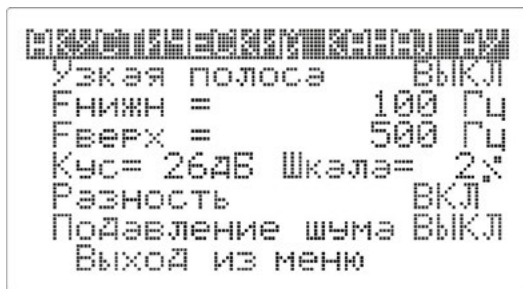 АКУСТИЧЕСКИЙ КАНАЛ АУ
Узкая полоса ВЫКЛ
Fнижн = 100 Гц
Fверх = 500 Гц
Kус= 26дБ Шкала= 2%
Разность ВКЛ
Подавление шума ВЫКЛ
Выход из меню